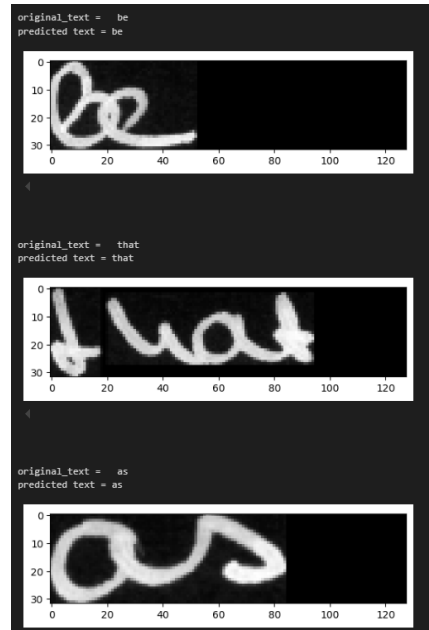 original_text =   be
predicted text = be
0
10
20
30
be
0 20 40 60 80 100 120
original_text =   that
predicted text = that
0
10
20
30
that
0 20 40 60 80 100 120
original_text =   as
predicted text = as
0
10
20
30
as
0 20 40 60 80 100 120